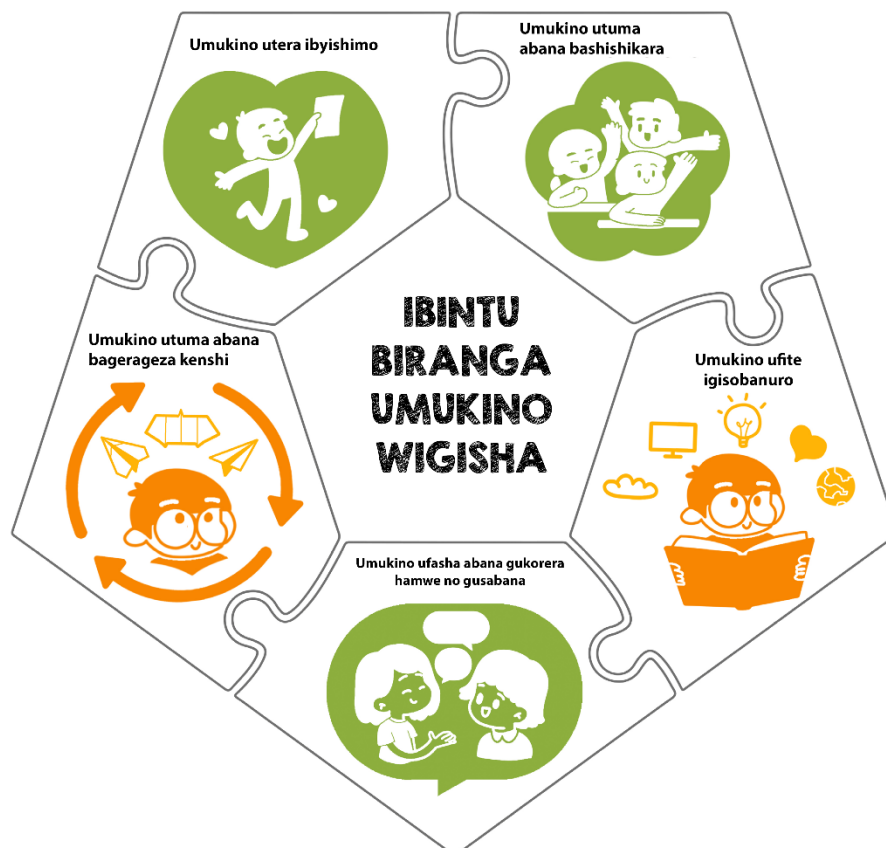 Umukino utera ibyishimo
Umukino utuma
abana bashishikara
IBINTU
BIRANGA
UMUKINO
WIGISHA
Umukino utuma abana
bagerageza kenshi
Umukino ufite
igisobanuro
Umukino ufasha abana gukorera
hamwe no gusabana